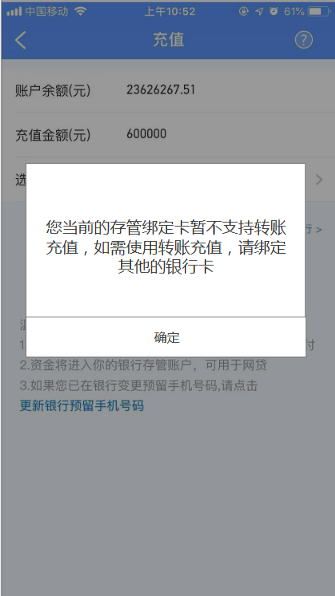 中国移动 上午10:52 61%
充值
账户余额(元) 23626267.51
充值金额(元) 600000
选
您当前的存管绑定卡暂不支持转账
充值，如需使用转账充值，请绑定
其他的银行卡
行 >
确定
温
1 付
2.资金将进入你的银行存管账户，可用于网贷
3.如果您已在银行变更预留手机号码,请点击
更新银行预留手机号码